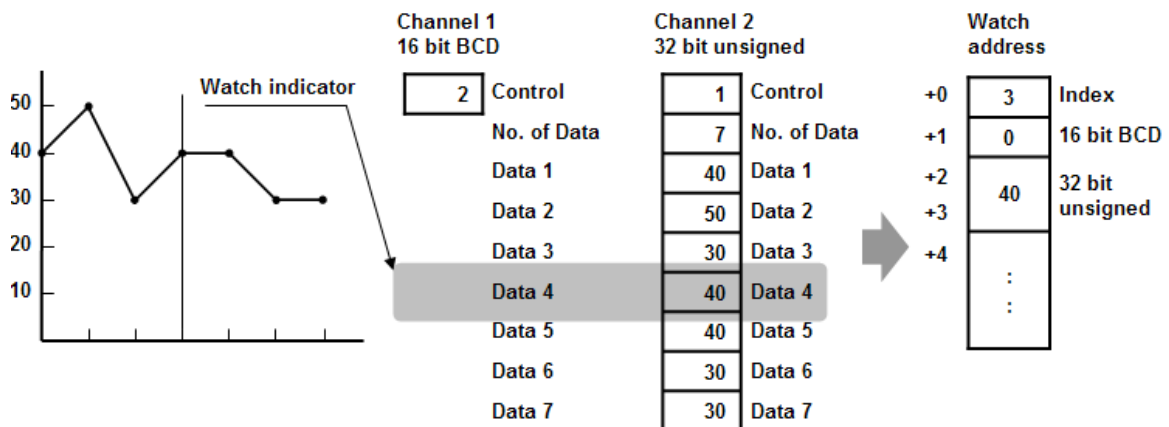 Channel 1
16 bit BCD
Channel 2
32 bit unsigned
Watch
address
50
40
30
20
10
Watch indicator
2 Control
No. of Data
Data 1
Data 2
Data 3
Data 4
Data 5
Data 6
Data 7
1 Control
7 No. of Data
40 Data 1
50 Data 2
30 Data 3
40 Data 4
40 Data 5
30 Data 6
30 Data 7
+0 3 Index
+1 0 16 bit BCD
+2
+3
40 32 bit
unsigned
+4
:
: